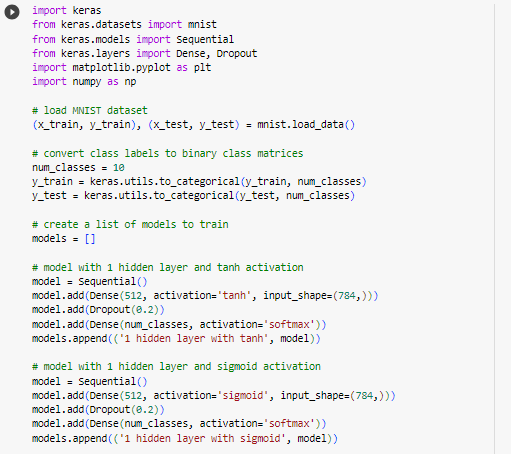 import keras
from keras.datasets import mnist
from keras.models import Sequential
from keras.layers import Dense, Dropout
import matplotlib.pyplot as plt
import numpy as np
# load MNIST dataset
(x_train, y_train), (x_test, y_test) = mnist.load_data()
# convert class labels to binary class matrices
num_classes = 10
y_train = keras.utils.to_categorical(y_train, num_classes)
y_test = keras.utils.to_categorical(y_test, num_classes)
# create a list of models to train
models = []
# model with 1 hidden layer and tanh activation
model = Sequential()
model.add(Dense(512, activation='tanh', input_shape=(784,)))
model.add(Dropout(0.2))
model.add(Dense(num_classes, activation='softmax'))
models.append(('1 hidden layer with tanh', model))
# model with 1 hidden layer and sigmoid activation
model = Sequential()
model.add(Dense(512, activation='sigmoid', input_shape=(784,)))
model.add(Dropout(0.2))
model.add(Dense(num_classes, activation='softmax'))
models.append(('1 hidden layer with sigmoid', model))